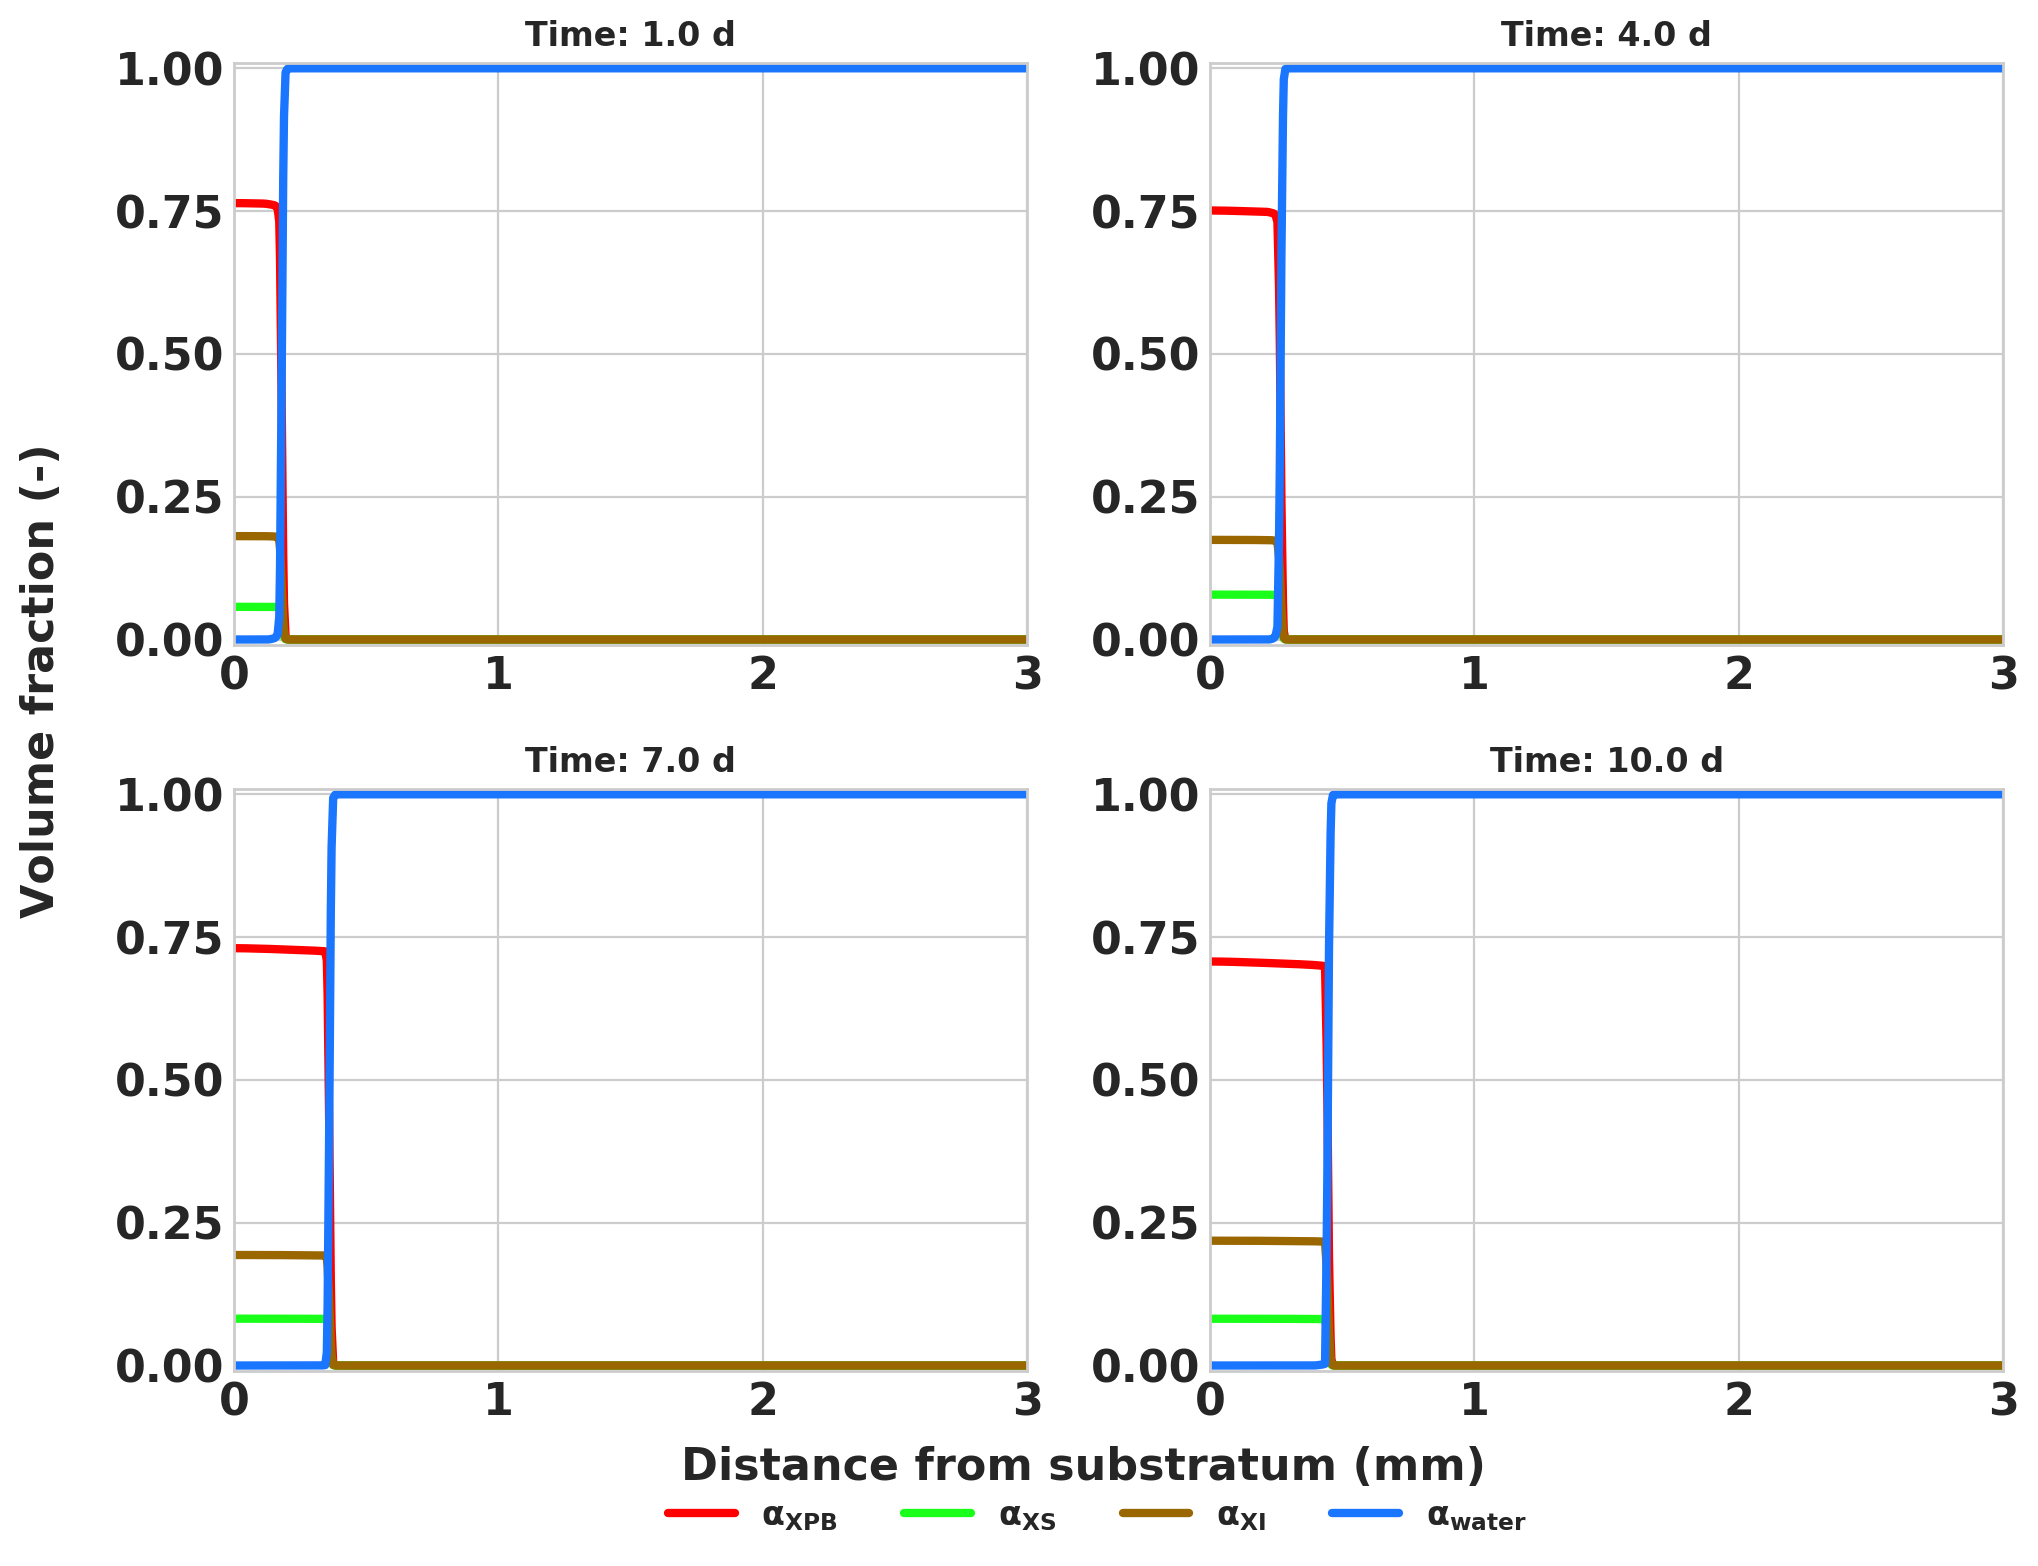 Time: 1.0 d
Time: 4.0 d
1.00
0.75
0.50
0.25
0.00
0 1 2 3
1.00
0.75
0.50
0.25
0.00
0 1 2 3
Volume fraction (-)
Time: 7.0 d
Time: 10.0 d
1.00
0.75
0.50
0.25
0.00
0 1 2 3
1.00
0.75
0.50
0.25
0.00
0 1 2 3
Distance from substratum (mm)
αXPB αXS αXI αwater